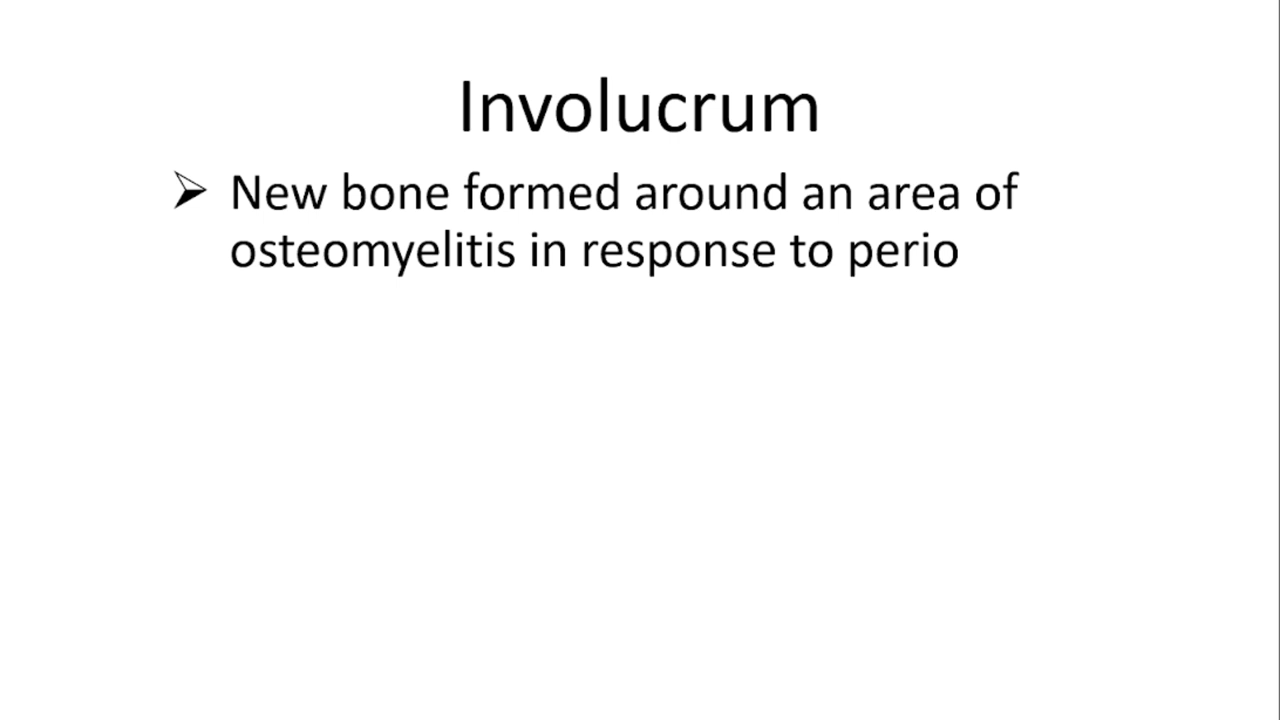 Involucrum
New bone formed around an area of
osteomyelitis in response to perio